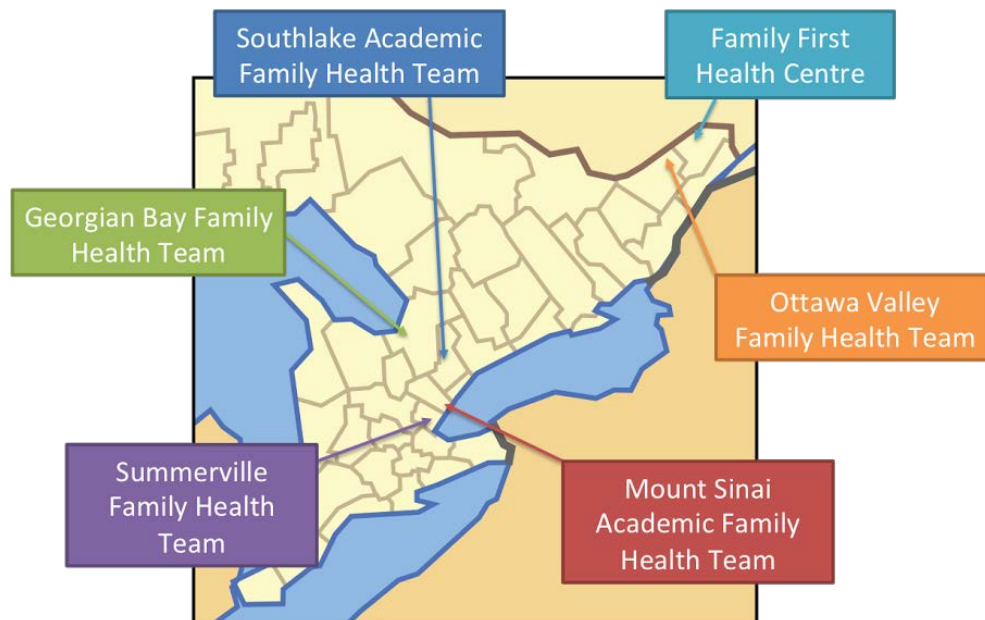 Southlake Academic
Family Health Team
Family First
Health Centre
Georgian Bay Family
Health Team
Ottawa Valley
Family Health Team
Summerville
Family Health
Team
Mount Sinai
Academic Family
Health Team